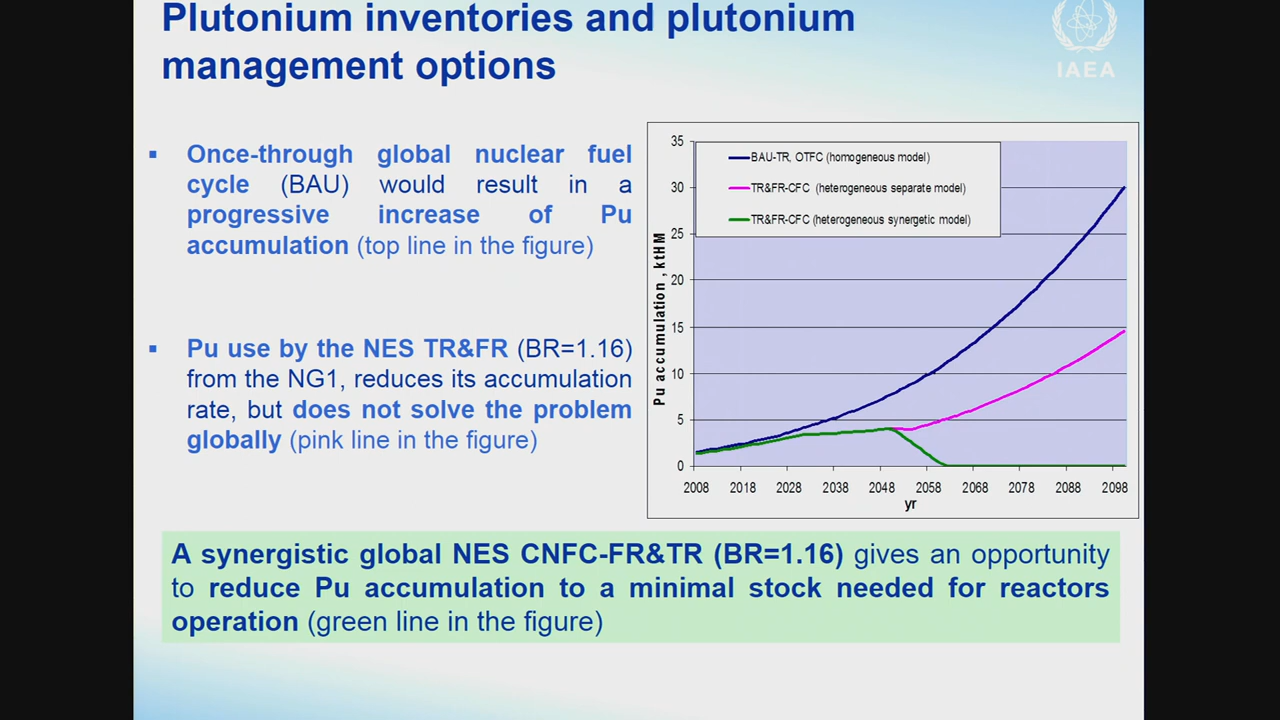 Plutonium inventories and plutonium
management options
IAEA
▪ Once-through global nuclear fuel
cycle (BAU) would result in a
progressive increase of Pu
accumulation (top line in the figure)
▪ Pu use by the NES TR&FR (BR=1.16)
from the NG1, reduces its accumulation
rate, but does not solve the problem
globally (pink line in the figure)
35
30
25
20
15
10
5
0
Pu accumulation , ktHM
BAU-TR, OTFC (homogeneous model)
TR&FR-CFC (heterogeneous separate model)
TR&FR-CFC (heterogeneous synergetic model)
2008 2018 2028 2038 2048 2058 2068 2078 2088 2098
yr
A synergistic global NES CNFC-FR&TR (BR=1.16) gives an opportunity
to reduce Pu accumulation to a minimal stock needed for reactors
operation (green line in the figure)